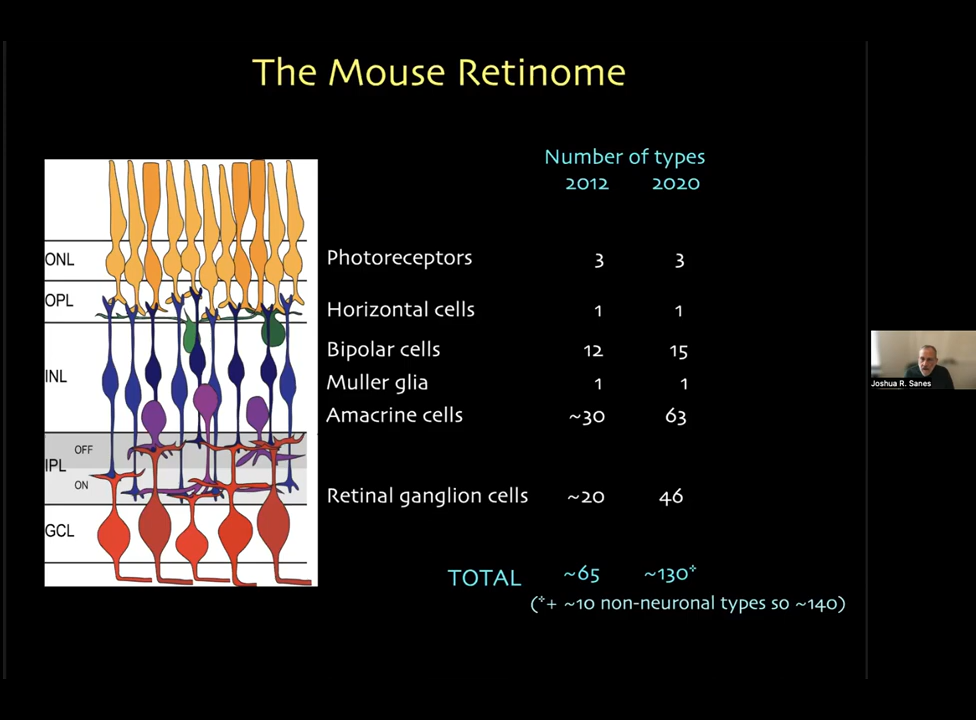 The Mouse Retinome
Number of types
2012 2020
ONL
OPL
INL
OFF
IPL
ON
GCL
Photoreceptors 3 3
Horizontal cells 1 1
Bipolar cells 12 15
Muller glia 1 1
Amacrine cells ~30 63
Retinal ganglion cells ~20 46
TOTAL ~65 ~130*
(*+ ~10 non-neuronal types so ~140)
Joshua R. Sanes